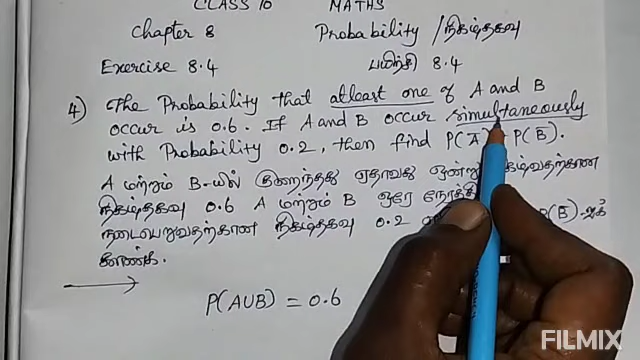 CLASS 10 MATHS
Chapter 8 Probability / நிகழ்தகவு
Exercise 8.4 பயிற்சி 8.4
4) The Probability that atleast one of A and B
occur is 0.6. If A and B occur simultaneously
with Probability 0.2, then find P(A̅) P(B̅).
A மற்றும் B-யில் குறைந்தது ஏதாவது ஒன்று
நிகழ்தகவு 0.6 A மற்றும் B ஒரே
நடைபெறுவதற்கான நிகழ்தகவு 0.2 P(B̅)-ஐக்
காண்க.
P(AUB) = 0.6
FILMIX